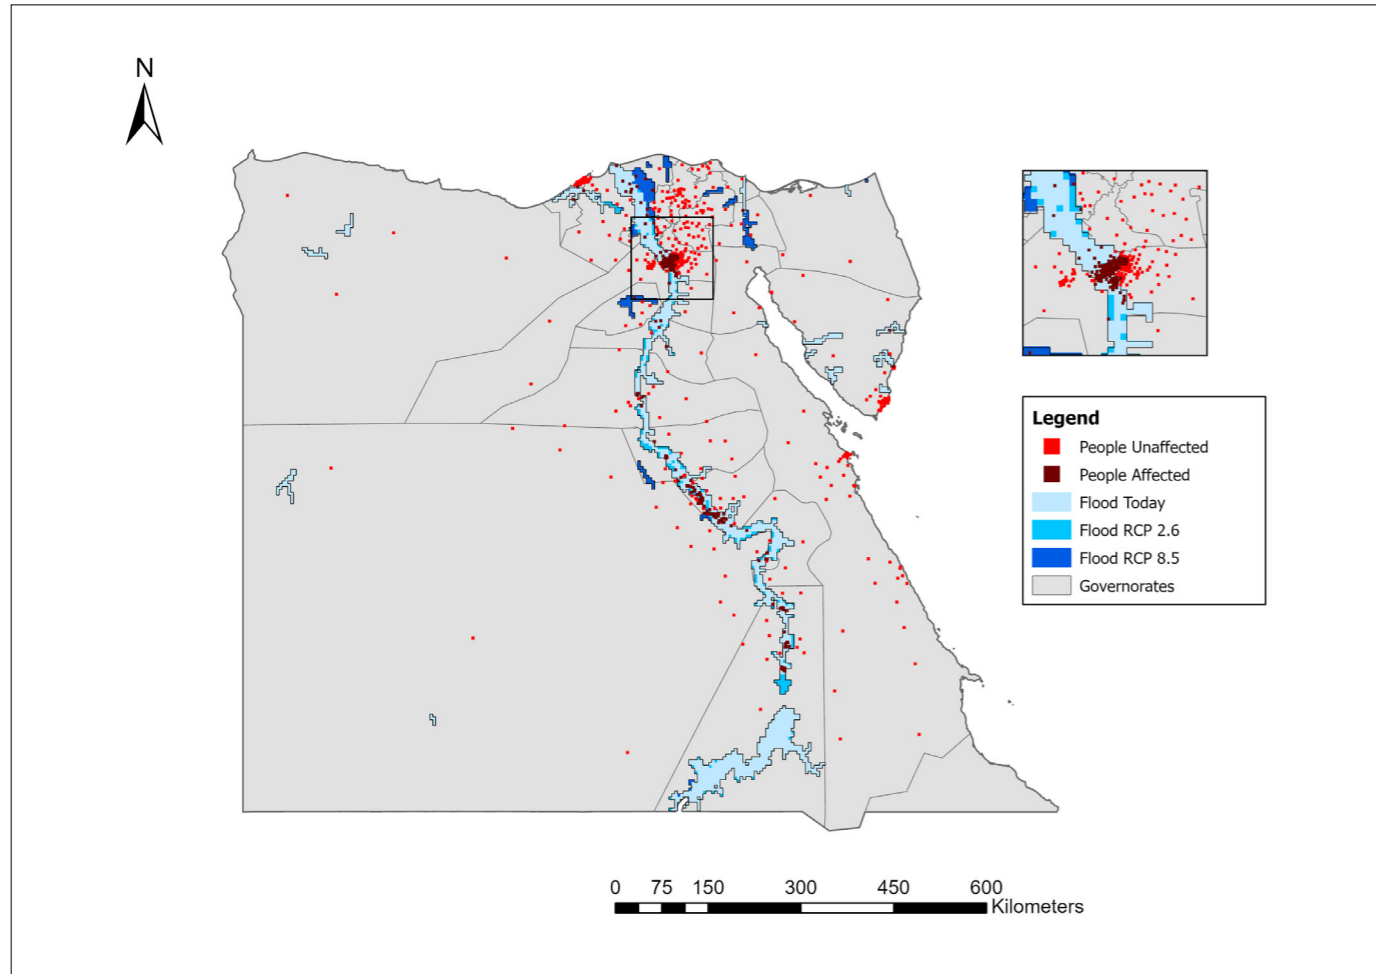 N
Legend
People Unaffected
People Affected
Flood Today
Flood RCP 2.6
Flood RCP 8.5
Governorates
0 75 150 300 450 600
Kilometers